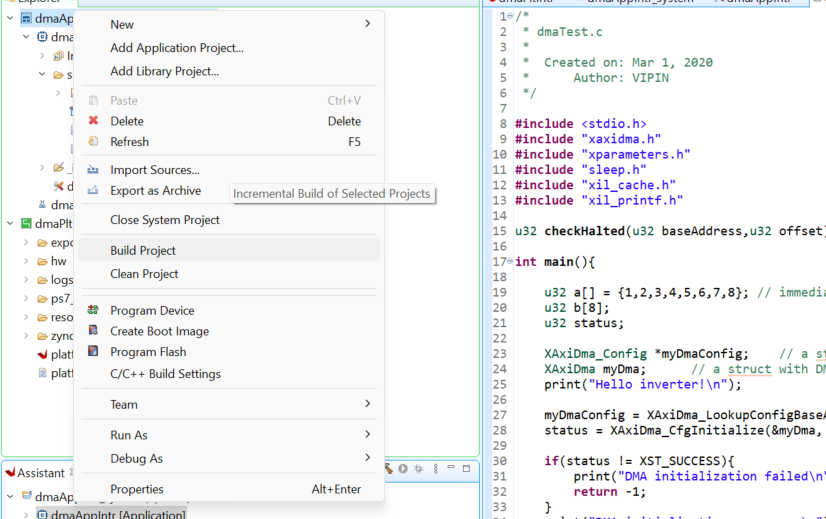 Explorer
dmaAp
New
Add Application Project...
Add Library Project...
Paste Ctrl+V
Delete Delete
Refresh F5
Import Sources...
Export as Archive
Incremental Build of Selected Projects
Close System Project
Build Project
Clean Project
Program Device
Create Boot Image
Program Flash
C/C++ Build Settings
Team
Run As
Debug As
Properties Alt+Enter
dma
s
d
dma
dmaPlt
expo
hw
logs
ps7_
reso
zync
platf
platf
Assistant
dmaAp
dmaAppIntr [Application]
1 /*
2 * dmaTest.c
3 *
4 * Created on: Mar 1, 2020
5 * Author: VIPIN
6 */
7
8 #include <stdio.h>
9 #include "xaxidma.h"
10 #include "xparameters.h"
11 #include "sleep.h"
12 #include "xil_cache.h"
13 #include "xil_printf.h"
14
15 u32 checkHalted(u32 baseAddress,u32 offset)
16
17 int main(){
18
19 u32 a[] = {1,2,3,4,5,6,7,8}; // immedia
20 u32 b[8];
21 u32 status;
22
23 XAxiDma_Config *myDmaConfig; // a st
24 XAxiDma myDma; // a struct with DM
25 print("Hello inverter!\n");
26
27 myDmaConfig = XAxiDma_LookupConfigBaseA
28 status = XAxiDma_CfgInitialize(&myDma,
29
30 if(status != XST_SUCCESS){
31 print("DMA initialization failed\n"
32 return -1;
33 }